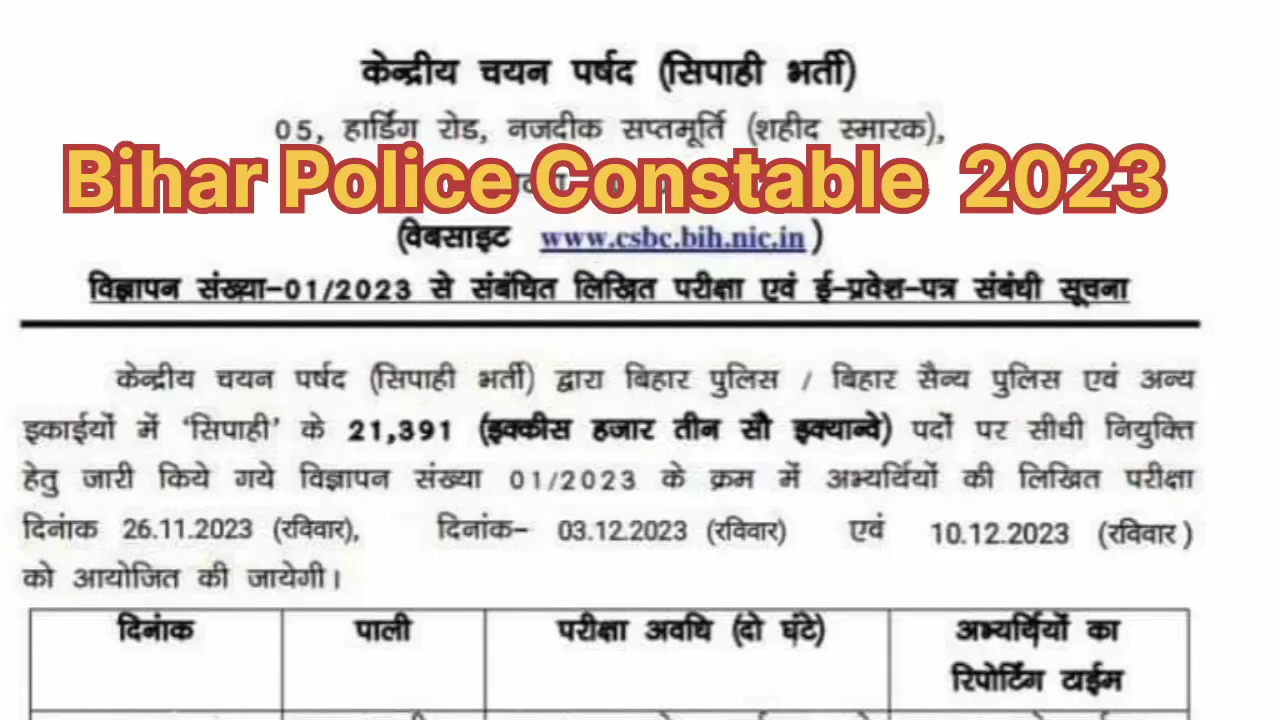 केन्द्रीय चयन पर्षद (सिपाही भर्ती)
05, हार्डिंग रोड, नजदीक सप्तमूर्ति (शहीद स्मारक),
Bihar Police Constable 2023
(वेबसाइट www.csbc.bih.nic.in)
विज्ञापन संख्या-01/2023 से संबंधित लिखित परीक्षा एवं ई-प्रवेश-पत्र संबंधी सूचना
केन्द्रीय चयन पर्षद (सिपाही भर्ती) द्वारा बिहार पुलिस / बिहार सैन्य पुलिस एवं अन्य
इकाईयों में 'सिपाही' के 21,391 (इक्कीस हजार तीन सौ इक्यान्वे) पदों पर सीधी नियुक्ति
हेतु जारी किये गये विज्ञापन संख्या 01/2023 के क्रम में अभ्यर्थियों की लिखित परीक्षा
दिनांक 26.11.2023 (रविवार), दिनांक- 03.12.2023 (रविवार) एवं 10.12.2023 (रविवार)
को आयोजित की जायेगी।
दिनांक पाली परीक्षा अवधि (दो घंटे) अभ्यर्थियों का
रिपोर्टिंग टाईम